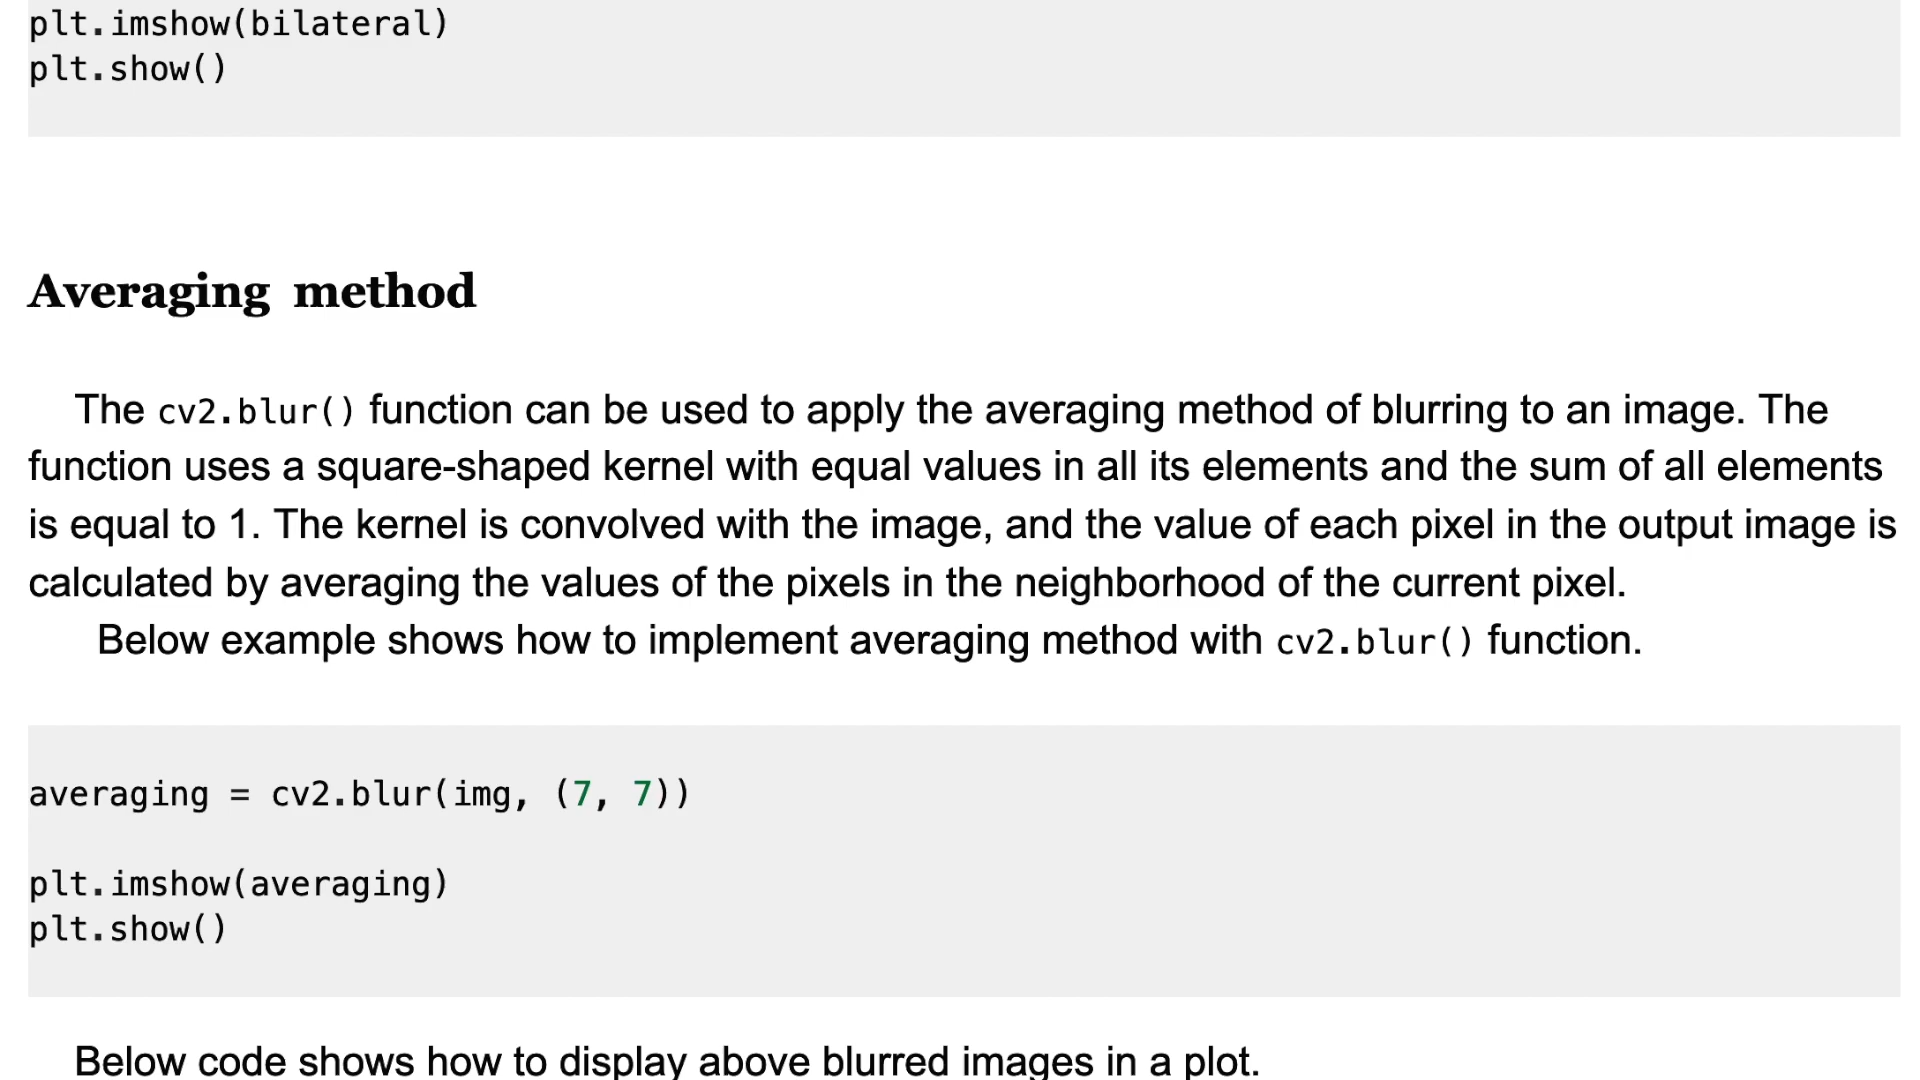 plt.imshow(bilateral)
plt.show()
Averaging method
The cv2.blur() function can be used to apply the averaging method of blurring to an image. The
function uses a square-shaped kernel with equal values in all its elements and the sum of all elements
is equal to 1. The kernel is convolved with the image, and the value of each pixel in the output image is
calculated by averaging the values of the pixels in the neighborhood of the current pixel.
Below example shows how to implement averaging method with cv2.blur() function.
averaging = cv2.blur(img, (7, 7))
plt.imshow(averaging)
plt.show()
Below code shows how to display above blurred images in a plot.